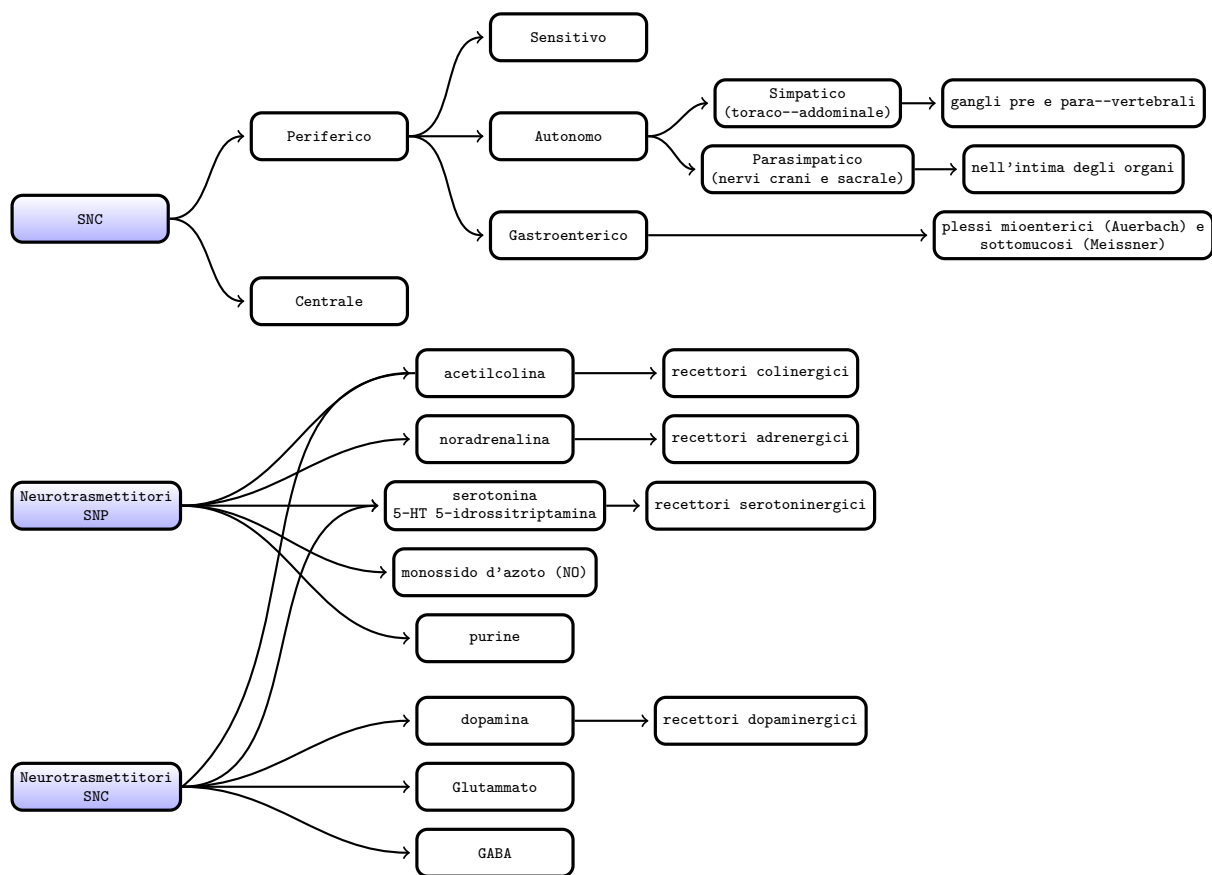 Sensitivo
Simpatico
(toraco--addominale)
gangli pre e para--vertebrali
Periferico
Autonomo
Parasimpatico
(nervi crani e sacrale)
nell'intima degli organi
SNC
Gastroenterico
plessi mioenterici (Auerbach) e
sottomucosi (Meissner)
Centrale
acetilcolina
recettori colinergici
noradrenalina
recettori adrenergici
Neurotrasmettitori
SNP
serotonina
5-HT 5-idrossitriptamina
recettori serotoninergici
monossido d'azoto (NO)
purine
dopamina
recettori dopaminergici
Neurotrasmettitori
SNC
Glutammato
GABA